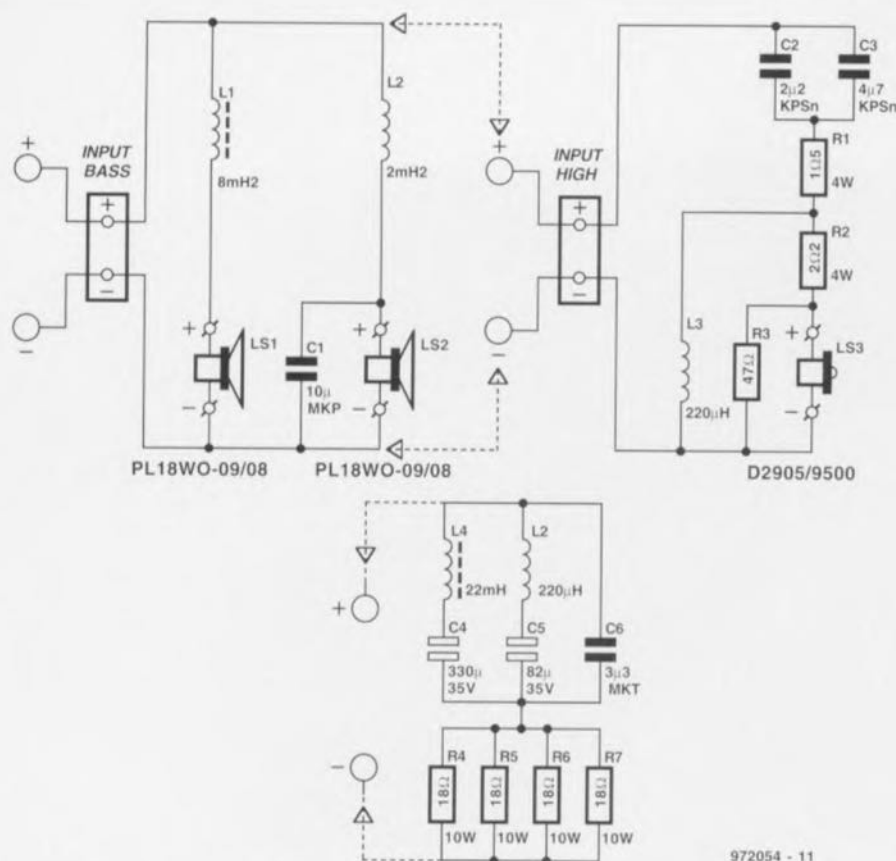 INPUT
BASS
+
−
+
−
L1
8mH2
L2
2mH2
+
LS1
−
C1
10µ
MKP
+
LS2
−
PL18WO-09/08
PL18WO-09/08
INPUT
HIGH
+
−
+
−
C2
2µ2
KPSn
C3
4µ7
KPSn
R1
1Ω5
4W
R2
2Ω2
4W
L3
220µH
R3
47Ω
+
LS3
−
D2905/9500
+
−
L4
22mH
L2
220µH
C4
330µ
35V
C5
82µ
35V
C6
3µ3
MKT
R4
18Ω
10W
R5
18Ω
10W
R6
18Ω
10W
R7
18Ω
10W
972054 - 11